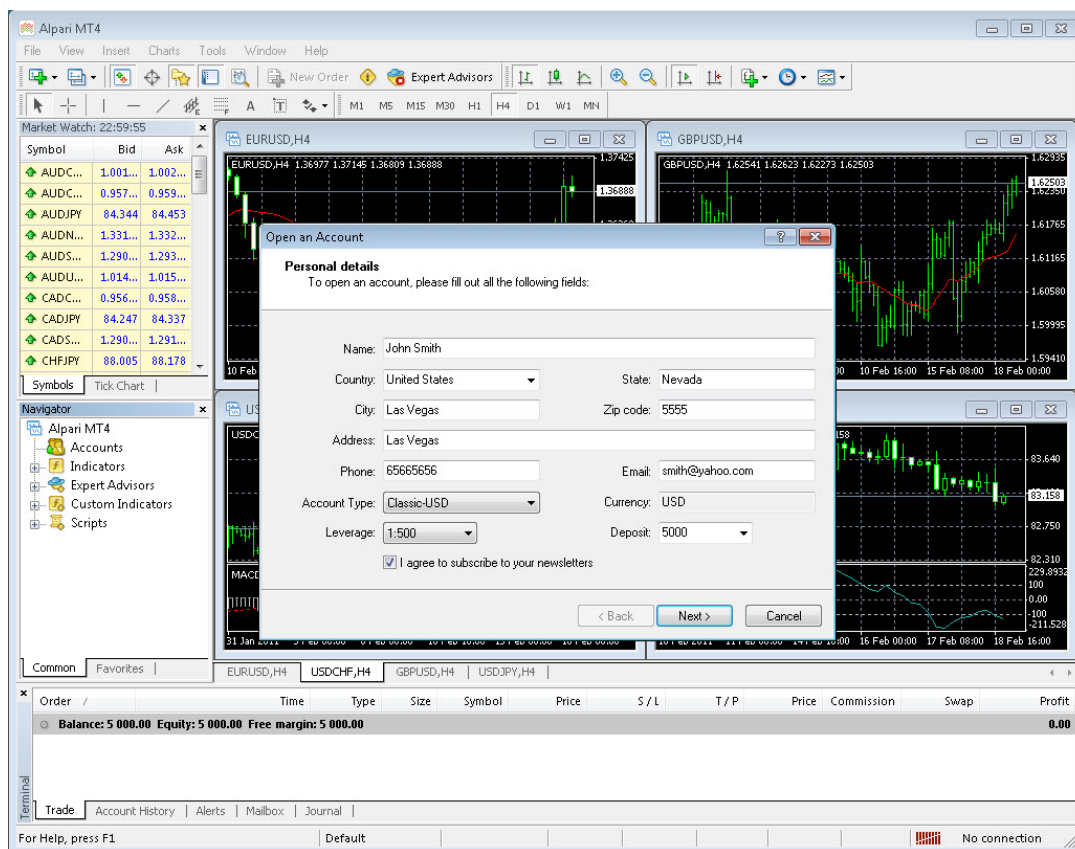 Alpari MT4
File View Insert Charts Tools Window Help
New Order Expert Advisors
A T M1 M5 M15 M30 H1 H4 D1 W1 MN
Market Watch: 22:59:55
Symbol Bid Ask
AUDC... 1.001... 1.002...
AUDC... 0.957... 0.959...
AUDJPY 84.344 84.453
AUDN... 1.331... 1.332...
AUDS... 1.290... 1.293...
AUDU... 1.014... 1.015...
CADC... 0.956... 0.958...
CADJPY 84.247 84.337
CADS... 1.290... 1.291...
CHFJPY 88.005 88.178
Symbols Tick Chart
Navigator
Alpari MT4
Accounts
Indicators
Expert Advisors
Custom Indicators
Scripts
Common Favorites
EURUSD,H4
EURUSD,H4 1.36977 1.37145 1.36809 1.36888
1.37425
1.36888
10 Feb
GBPUSD,H4
GBPUSD,H4 1.62541 1.62623 1.62273 1.62503
1.62935
1.62503
1.62350
1.61765
1.61165
1.60580
1.59995
1.59410
10 Feb 16:00 15 Feb 08:00 18 Feb 00:00
Open an Account
Personal details
To open an account, please fill out all the following fields:
Name: John Smith
Country: United States State: Nevada
City: Las Vegas Zip code: 5555
Address: Las Vegas
Phone: 65665656 Email: smith@yahoo.com
Account Type: Classic-USD Currency: USD
Leverage: 1:500 Deposit: 5000
I agree to subscribe to your newsletters
< Back Next > Cancel
US
USDC
MACD
31 Jan 2011
158
83.640
83.158
82.750
82.310
229.8932
100
0.00
-100
-211.528
16 Feb 00:00 17 Feb 08:00 18 Feb 16:00
EURUSD,H4 USDCHF,H4 GBPUSD,H4 USDJPY,H4
Order / Time Type Size Symbol Price S / L T / P Price Commission Swap Profit
Balance: 5 000.00 Equity: 5 000.00 Free margin: 5 000.00 0.00
Terminal
Trade Account History Alerts Mailbox Journal
For Help, press F1 Default No connection